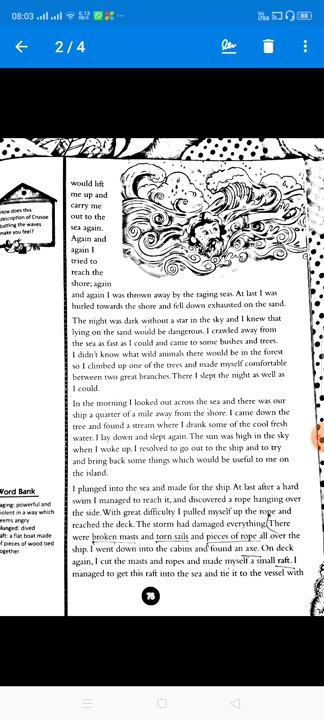 08:03
88
2 / 4
would lift
me up and
carry me
out to the
sea again.
Again and
again I
tried to
reach the
shore; again
and again I was thrown away by the raging seas. At last I was
hurled towards the shore and fell down exhausted on the sand.
The night was dark without a star in the sky and I knew that
lying on the sand would be dangerous. I crawled away from
the sea as fast as I could and came to some bushes and trees.
I didn't know what wild animals there would be in the forest
so I climbed up one of the trees and made myself comfortable
between two great branches. There I slept the night as well as
I could.
In the morning I looked out across the sea and there was our
ship a quarter of a mile away from the shore. I came down the
tree and found a stream where I drank some of the cool fresh
water. I lay down and slept again. The sun was high in the sky
when I woke up. I resolved to go out to the ship and to try
and bring back some things which would be useful to me on
the island.
I plunged into the sea and made for the ship. At last after a hard
swim I managed to reach it, and discovered a rope hanging over
the side. With great difficulty I pulled myself up the rope and
reached the deck. The storm had damaged everything. There
were broken masts and torn sails and pieces of rope all over the
ship. I went down into the cabins and found an axe. On deck
again, I cut the masts and ropes and made myself a small raft. I
managed to get this raft into the sea and tie it to the vessel with
75
How does this
description of Crusoe
battling the waves
make you feel?
Word Bank
aging: powerful and
iolent in a way which
eems angry
lunged: dived
aft: a flat boat made
f pieces of wood tied
ogether